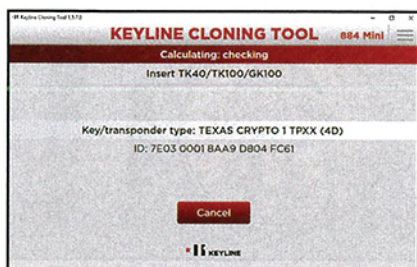 Keyline Cloning Tool 1.3.7.0
KEYLINE CLONING TOOL 884 Mini
Calculating: checking
Insert TK40/TK100/GK100
Key/transponder type: TEXAS CRYPTO 1 TPXX (4D)
ID: 7E03 0001 8AA9 D804 FC61
Cancel
KEYLINE